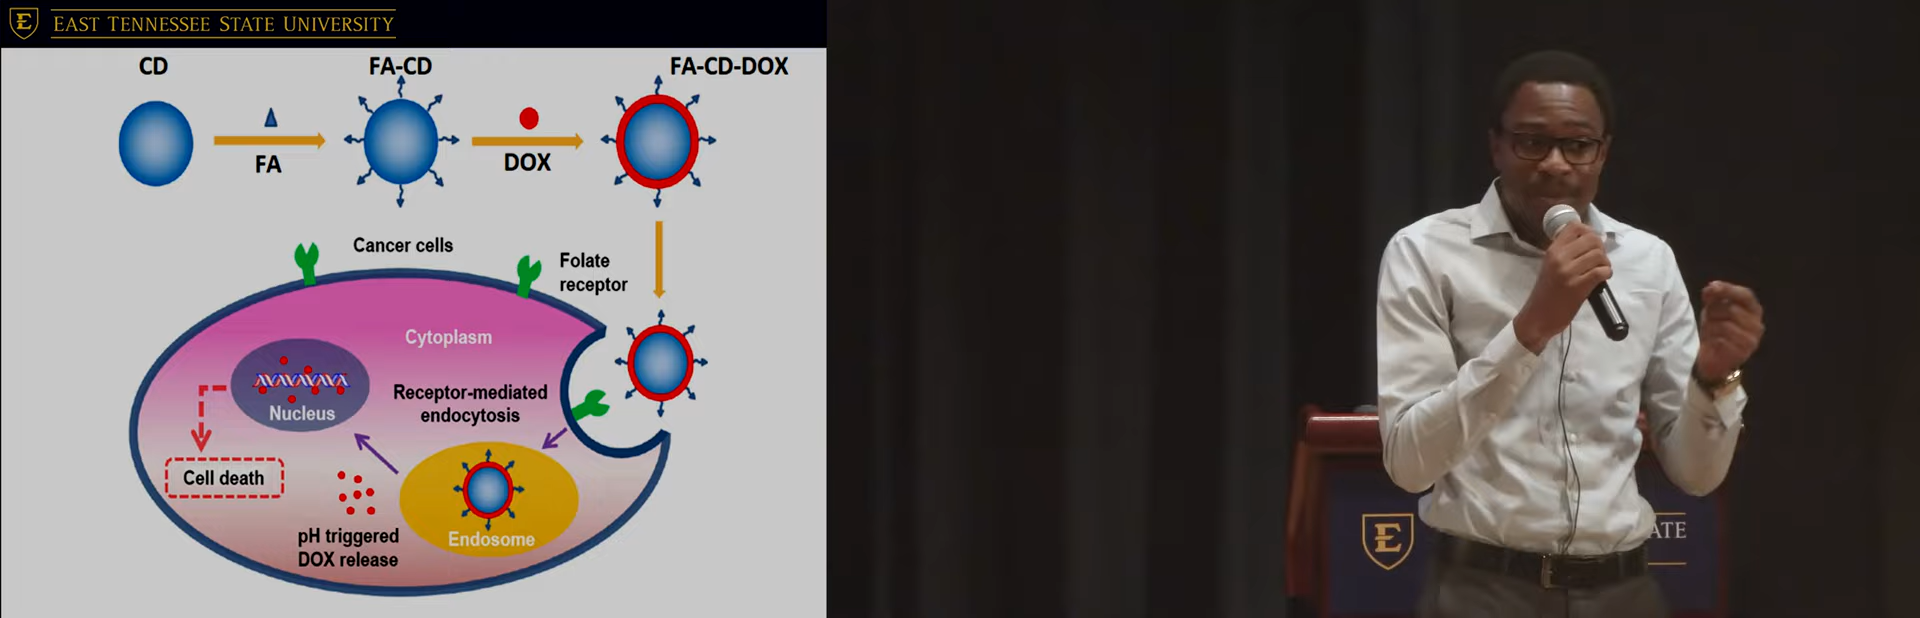 EAST TENNESSEE STATE UNIVERSITY
CD
FA-CD
FA-CD-DOX
FA
DOX
Cancer cells
Folate
receptor
Cytoplasm
Receptor-mediated
endocytosis
Nucleus
Cell death
pH triggered
DOX release
Endosome
E
ATE